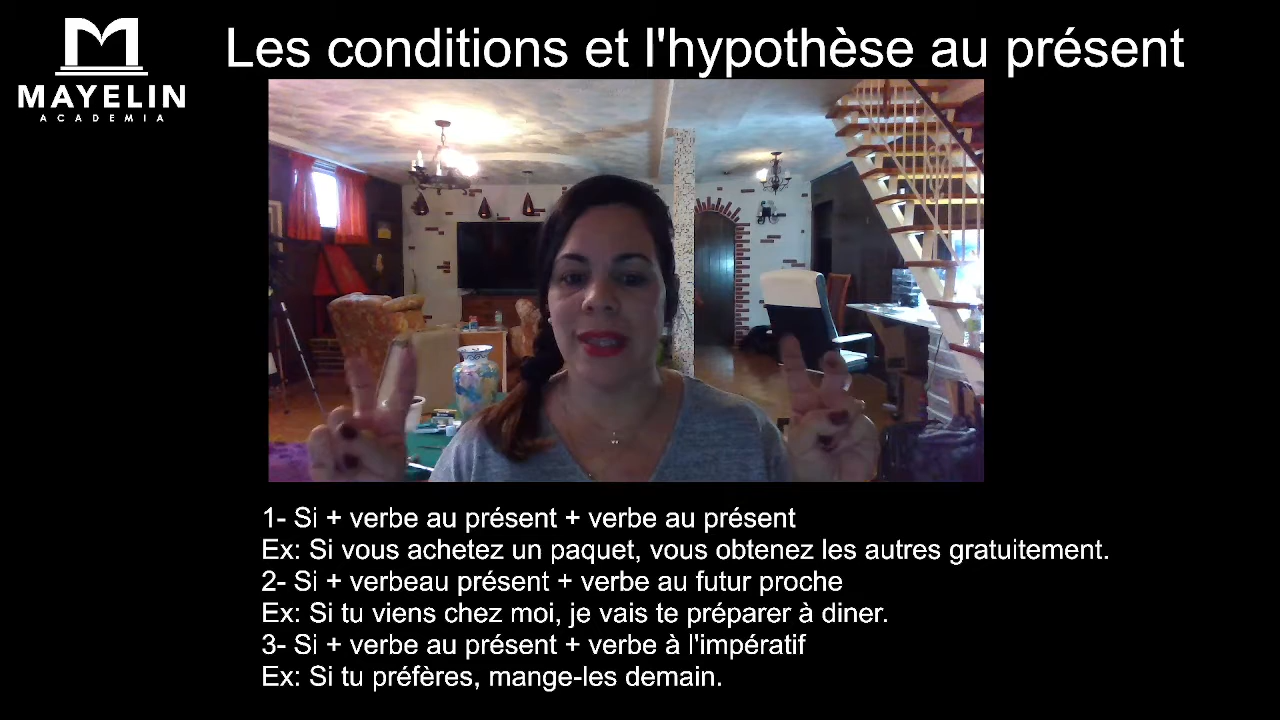 MAYELIN
ACADEMIA
Les conditions et l'hypothèse au présent
1- Si + verbe au présent + verbe au présent
Ex: Si vous achetez un paquet, vous obtenez les autres gratuitement.
2- Si + verbeau présent + verbe au futur proche
Ex: Si tu viens chez moi, je vais te préparer à diner.
3- Si + verbe au présent + verbe à l'impératif
Ex: Si tu préfères, mange-les demain.